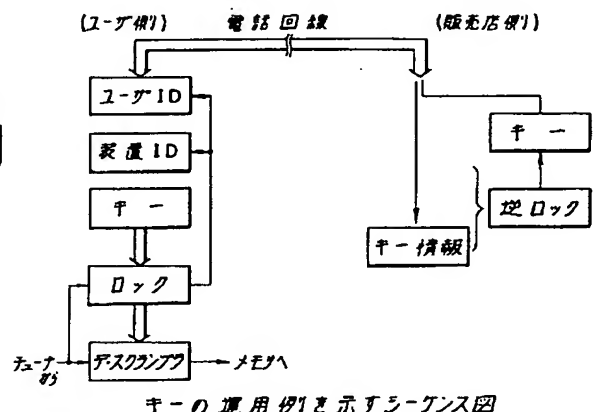 (ユーザ側) 電話回線 (販売店側)
ユーザID
装置ID
キー
ロック
チューナから
デ・スクランブラ
メモリへ
キー
逆ロック
キー情報
キーの運用例を示すシーケンス図